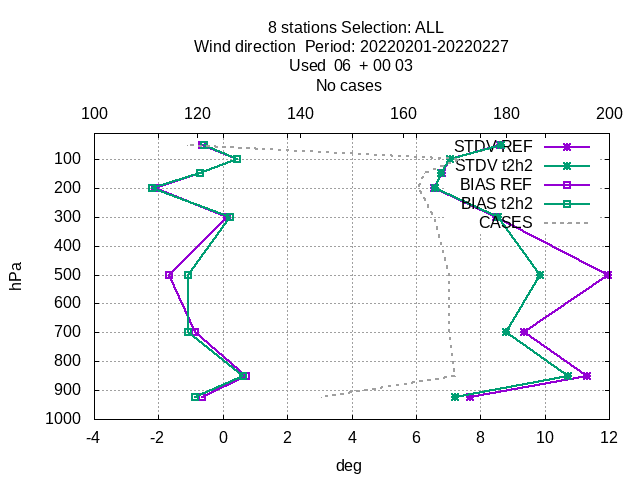 8 stations Selection: ALL
Wind direction  Period: 20220201-20220227
Used  06  + 00 03
No cases
100 120 140 160 180 200
STDV REF
STDV t2h2
BIAS REF
BIAS t2h2
CASES
100
200
300
400
500
600
700
800
900
1000
hPa
-4 -2 0 2 4 6 8 10 12
deg